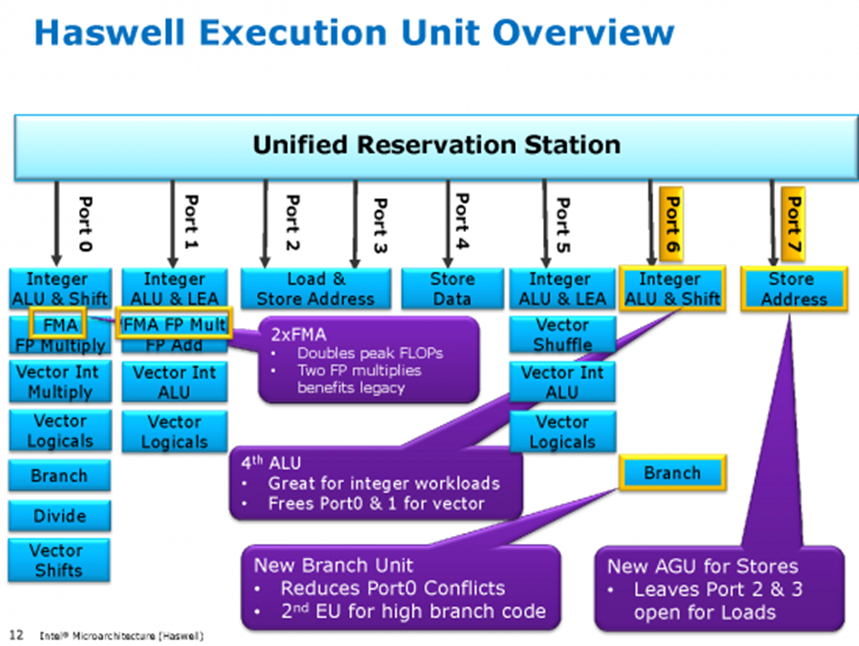 Haswell Execution Unit Overview
Unified Reservation Station
Port 0
Port 1
Port 2
Port 3
Port 4
Port 5
Port 6
Port 7
Integer
ALU & Shift
Integer
ALU & LEA
Load &
Store Address
Store
Data
Integer
ALU & LEA
Integer
ALU & Shift
Store
Address
FMA
FP Multiply
FMA FP Mult
FP Add
Vector
Shuffle
Vector Int
Multiply
Vector Int
ALU
Vector Int
ALU
Vector
Logicals
Vector
Logicals
Vector
Logicals
Branch
Branch
Divide
Vector
Shifts
2xFMA
• Doubles peak FLOPs
• Two FP multiplies
benefits legacy
4th ALU
• Great for integer workloads
• Frees Port0 & 1 for vector
New Branch Unit
• Reduces Port0 Conflicts
• 2nd EU for high branch code
New AGU for Stores
• Leaves Port 2 & 3
open for Loads
12 Intel® Microarchitecture (Haswell)